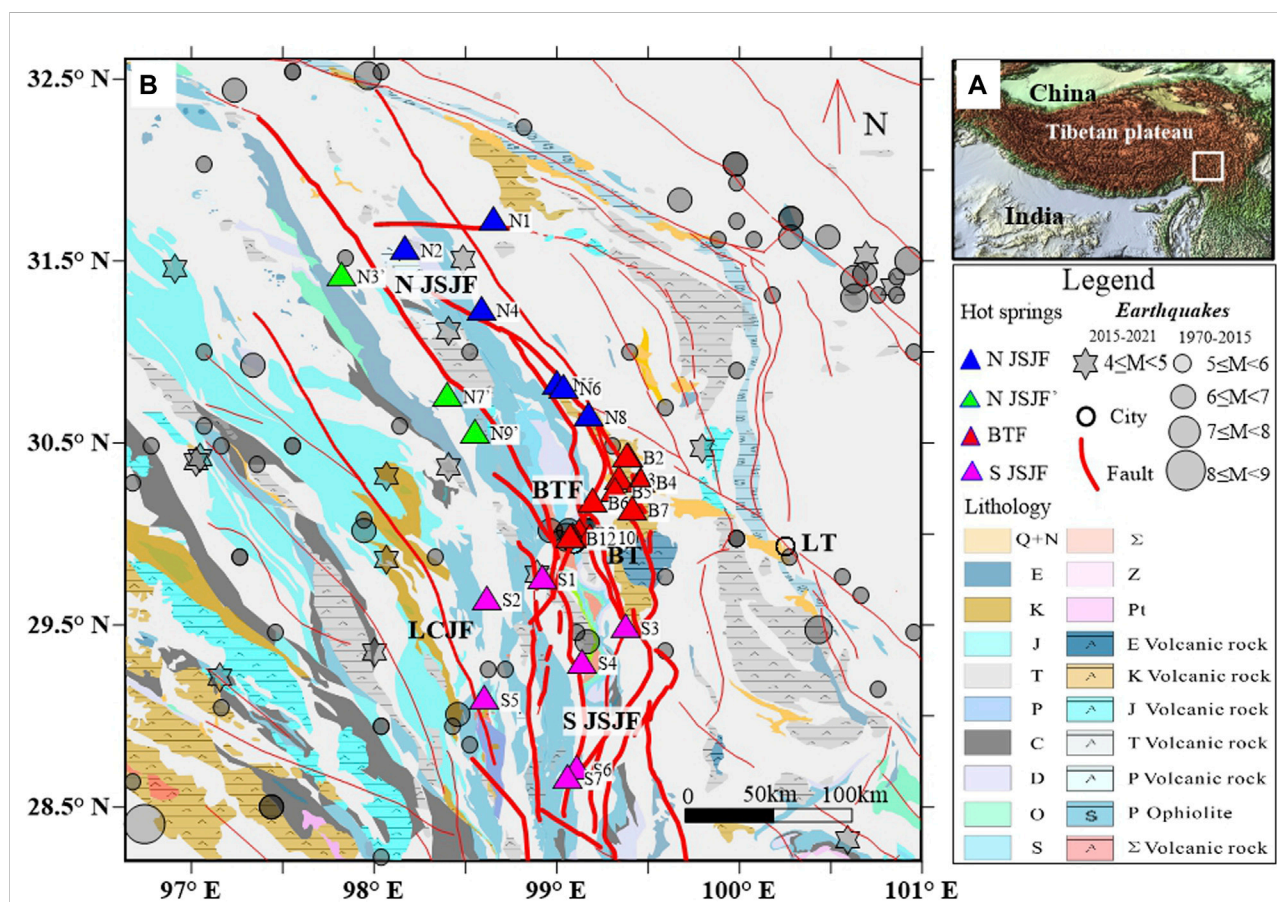 B
32.5° N
31.5° N
30.5° N
29.5° N
28.5° N
97° E
98° E
99° E
100° E
101° E
N
N1
N2
N3’
N JSJF
N4
N6
N7’
N8
N9’
B2
B4
B5
BTF
B6
B7
B12
10
BT
LT
S1
S2
S3
LCJF
S4
S5
S JSJF
S6
S7
0
50km
100km
A
China
Tibetan plateau
India
Legend
Hot springs
N JSJF
N JSJF’
BTF
S JSJF
Earthquakes
2015-2021
1970-2015
4≤M<5
5≤M<6
6≤M<7
7≤M<8
8≤M<9
City
Fault
Lithology
Q+N
Σ
E
Z
K
Pt
J
E Volcanic rock
T
K Volcanic rock
P
J Volcanic rock
C
T Volcanic rock
D
P Volcanic rock
O
P Ophiolite
S
Σ Volcanic rock